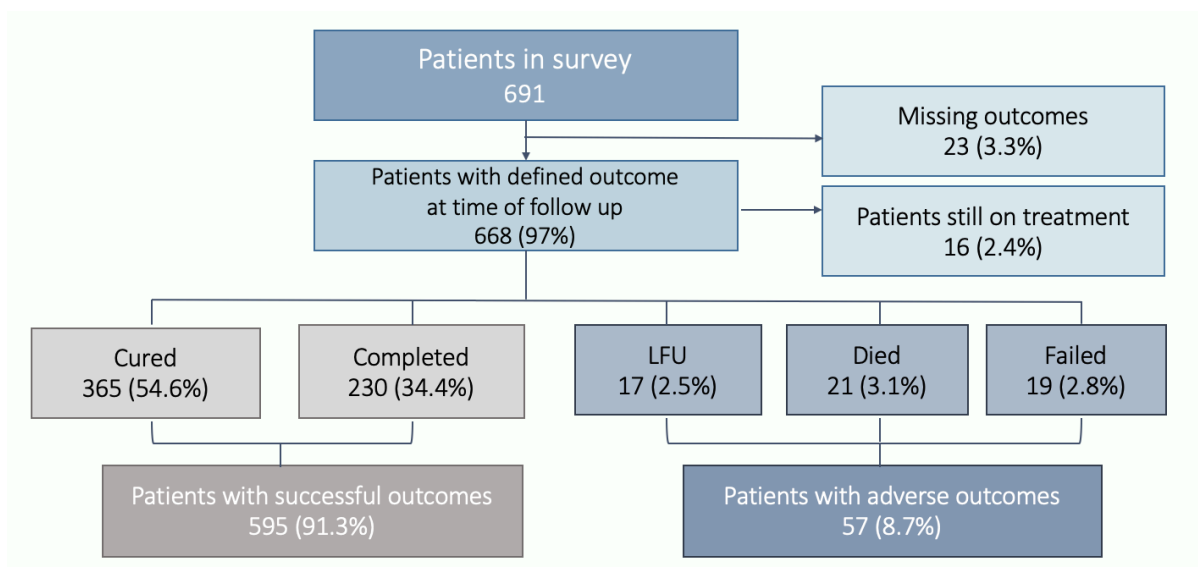 Patients in survey
691
Missing outcomes
23 (3.3%)
Patients with defined outcome
at time of follow up
668 (97%)
Patients still on treatment
16 (2.4%)
Cured
365 (54.6%)
Completed
230 (34.4%)
LFU
17 (2.5%)
Died
21 (3.1%)
Failed
19 (2.8%)
Patients with successful outcomes
595 (91.3%)
Patients with adverse outcomes
57 (8.7%)